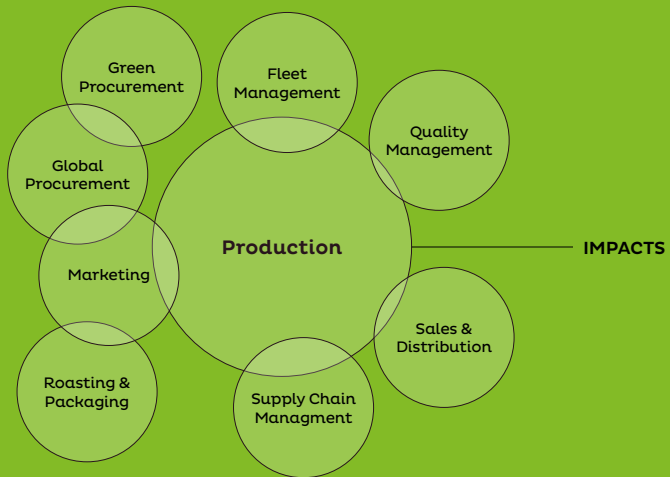 Green
Procurement
Fleet
Management
Quality
Management
Global
Procurement
Production
IMPACTS
Marketing
Sales &
Distribution
Roasting &
Packaging
Supply Chain
Managment